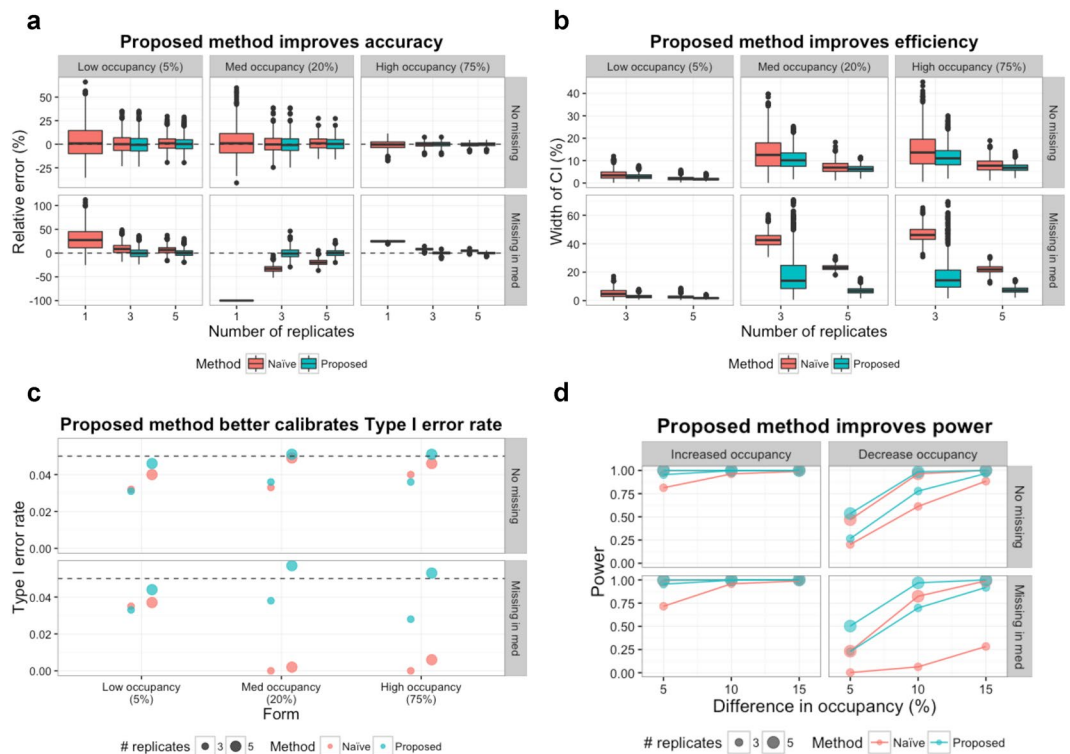 a
Proposed method improves accuracy
Low occupancy (5%) Med occupancy (20%) High occupancy (75%)
Relative error (%)
50
25
0
-25
No missing
100
50
0
-50
-100
Missing in med
1 3 5 1 3 5 1 3 5
Number of replicates
Method Naïve Proposed
b
Proposed method improves efficiency
Low occupancy (5%) Med occupancy (20%) High occupancy (75%)
Width of CI (%)
40
30
20
10
0
No missing
60
40
20
0
Missing in med
3 5 3 5 3 5
Number of replicates
Method Naïve Proposed
c
Proposed method better calibrates Type I error rate
Type I error rate
0.04
0.02
0.00
No missing
0.04
0.02
0.00
Missing in med
Low occupancy Med occupancy High occupancy
(5%) (20%) (75%)
Form
# replicates 3 5 Method Naïve Proposed
d
Proposed method improves power
Increased occupancy Decrease occupancy
Power
1.00
0.75
0.50
0.25
0.00
No missing
1.00
0.75
0.50
0.25
0.00
Missing in med
5 10 15 5 10 15
Difference in occupancy (%)
# replicates 3 5 Method Naïve Proposed